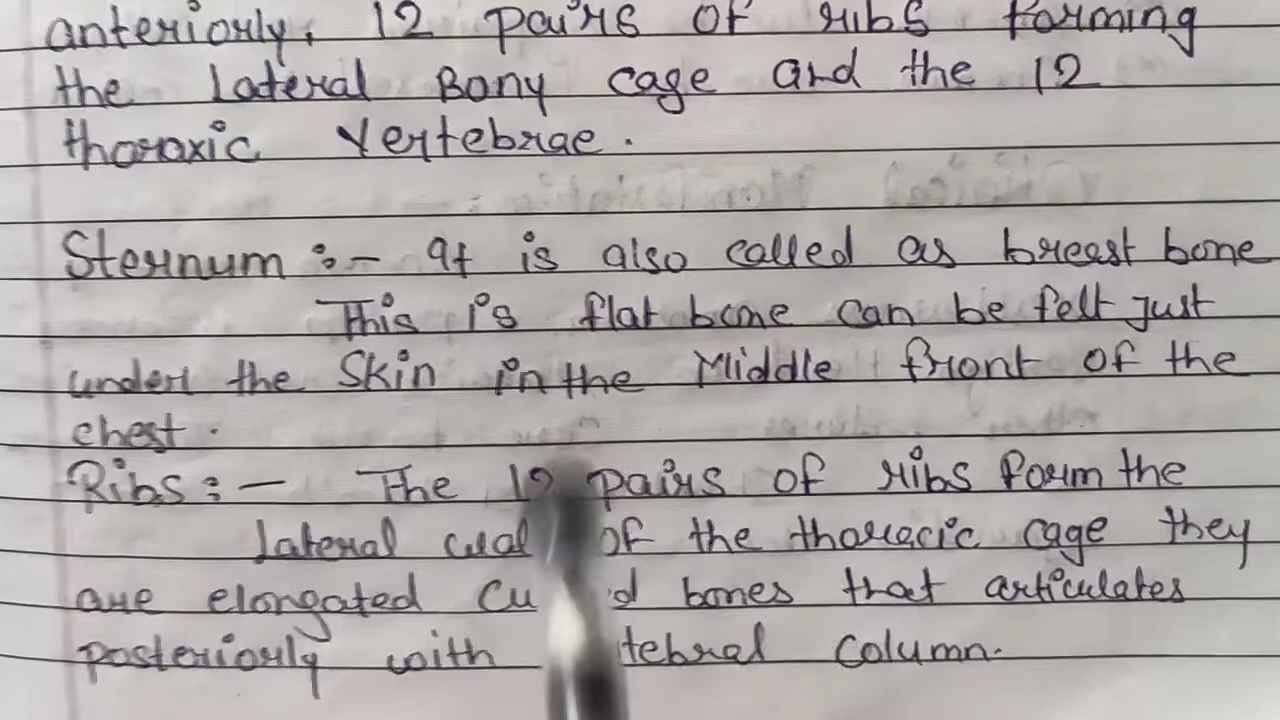 anteriorly, 12 pairs of ribs forming
the Lateral Bony cage and the 12
thoraxic Vertebrae.
Sternum :- It is also called as breast bone
This is flat bone can be felt just
under the Skin in the Middle front of the
chest.
Ribs :- The 12 pairs of ribs form the
lateral of the thoracic cage they
are elongated bones that articulates
posteriorly with column.